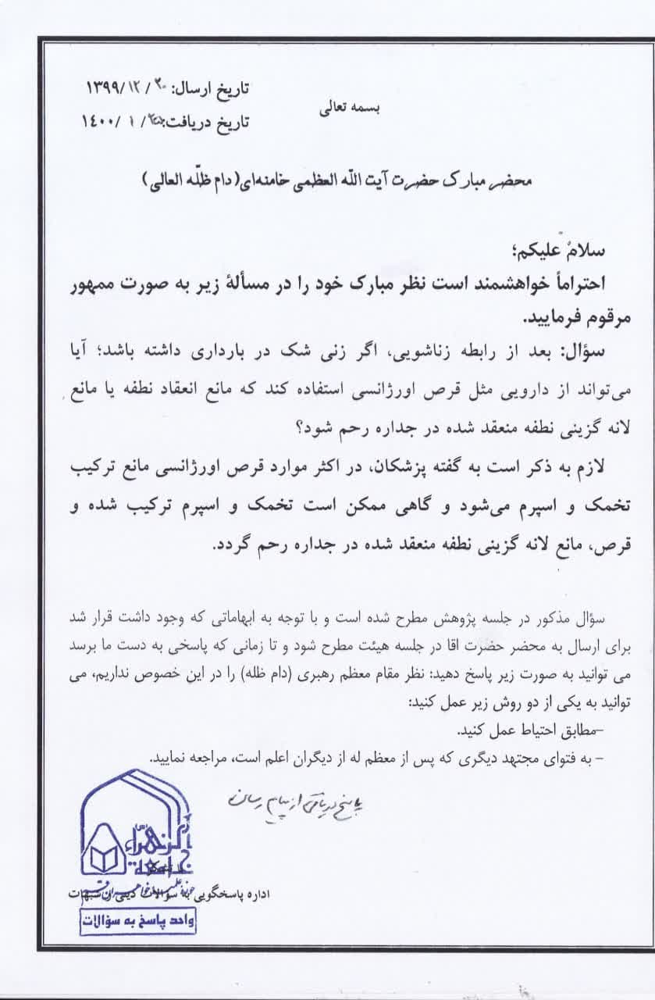 بسمه تعالی
تاریخ ارسال: ۲۰ / ۱۲ /۱۳۹۹
تاریخ دریافت: / ۱ /۱۴۰۰
محضر مبارک حضرت آیت اللّه العظمی خامنه‌ای(دام ظلّه العالی)
سلامُ علیکم؛
احتراماً خواهشمند است نظر مبارک خود را در مسألهٔ زیر به صورت ممهور
مرقوم فرمایید.
سؤال: بعد از رابطه زناشویی، اگر زنی شک در بارداری داشته باشد؛ آیا
می‌تواند از دارویی مثل قرص اورژانسی استفاده کند که مانع انعقاد نطفه یا مانع
لانه گزینی نطفه منعقد شده در جداره رحم شود؟
لازم به ذکر است به گفته پزشکان، در اکثر موارد قرص اورژانسی مانع ترکیب
تخمک و اسپرم می‌شود و گاهی ممکن است تخمک و اسپرم ترکیب شده و
قرص، مانع لانه گزینی نطفه منعقد شده در جداره رحم گردد.
سؤال مذکور در جلسه پژوهش مطرح شده است و با توجه به ابهاماتی که وجود داشت قرار شد
برای ارسال به محضر حضرت اقا در جلسه هیئت مطرح شود و تا زمانی که پاسخی به دست ما برسد
می توانید به صورت زیر پاسخ دهید: نظر مقام معظم رهبری (دام ظله) را در این خصوص نداریم، می
توانید به یکی از دو روش زیر عمل کنید:
–مطابق احتیاط عمل کنید.
– به فتوای مجتهد دیگری که پس از معظم له از دیگران اعلم است، مراجعه نمایید.
پاسخ دریافتی از پیام رسان
جامعة الزهراء
اداره پاسخگویی به سؤالات دینی و شبهات
واحد پاسخ به سؤالات